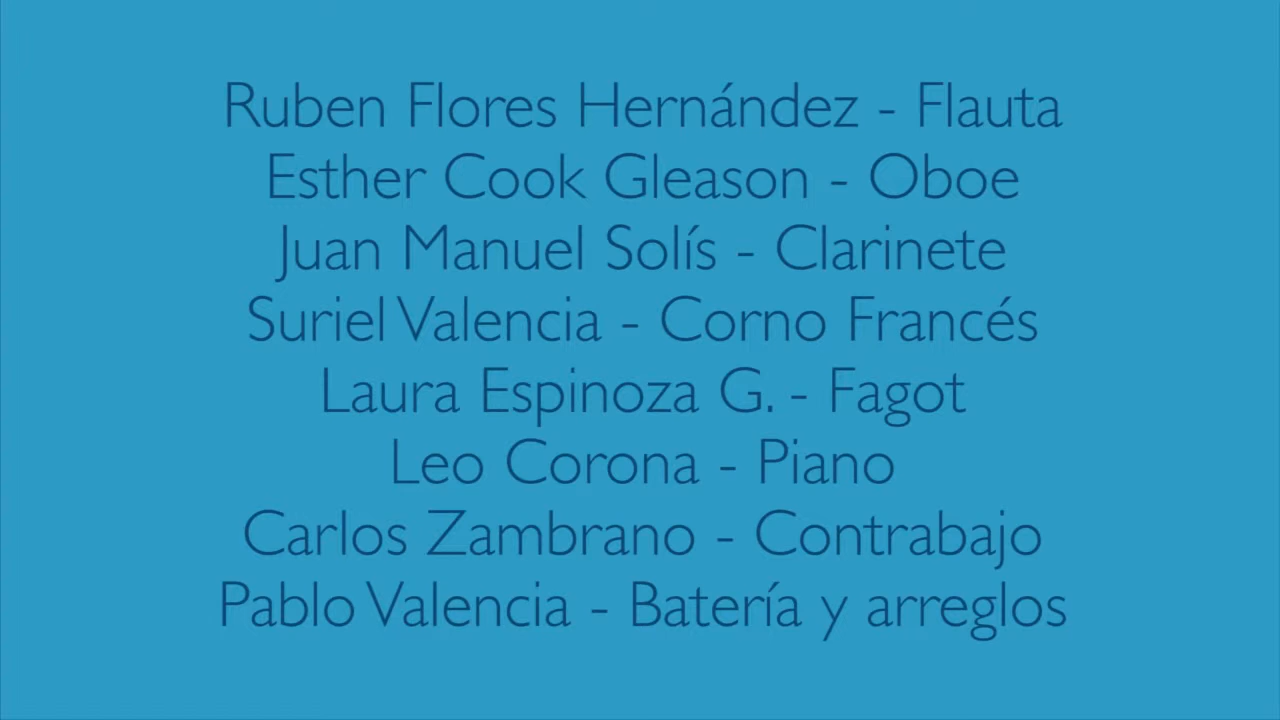 Ruben Flores Hernández - Flauta
Esther Cook Gleason - Oboe
Juan Manuel Solís - Clarinete
Suriel Valencia - Corno Francés
Laura Espinoza G. - Fagot
Leo Corona - Piano
Carlos Zambrano - Contrabajo
Pablo Valencia - Batería y arreglos